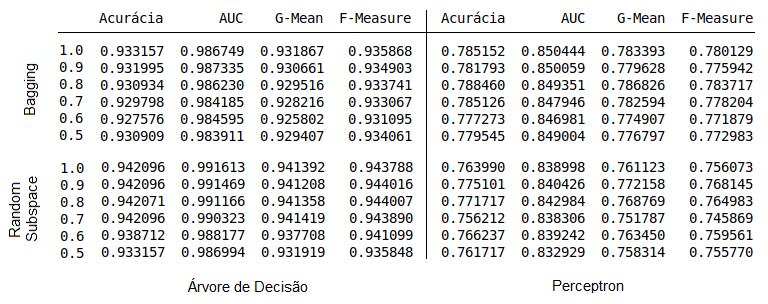 Acurácia AUC G-Mean F-Measure Acurácia AUC G-Mean F-Measure
Bagging
1.0 0.933157 0.986749 0.931867 0.935868 0.785152 0.850444 0.783393 0.780129
0.9 0.931995 0.987335 0.930661 0.934903 0.781793 0.850059 0.779628 0.775942
0.8 0.930934 0.986230 0.929516 0.933741 0.788460 0.849351 0.786826 0.783717
0.7 0.929798 0.984185 0.928216 0.933067 0.785126 0.847946 0.782594 0.778204
0.6 0.927576 0.984595 0.925802 0.931095 0.777273 0.846981 0.774907 0.771879
0.5 0.930909 0.983911 0.929407 0.934061 0.779545 0.849004 0.776797 0.772983
Random
Subspace
1.0 0.942096 0.991613 0.941392 0.943788 0.763990 0.838998 0.761123 0.756073
0.9 0.942096 0.991469 0.941208 0.944016 0.775101 0.840426 0.772158 0.768145
0.8 0.942071 0.991166 0.941358 0.944007 0.771717 0.842984 0.768769 0.764983
0.7 0.942096 0.990323 0.941419 0.943890 0.756212 0.838306 0.751787 0.745869
0.6 0.938712 0.988177 0.937708 0.941099 0.766237 0.839242 0.763450 0.759561
0.5 0.933157 0.986994 0.931919 0.935848 0.761717 0.832929 0.758314 0.755770
Árvore de Decisão Perceptron